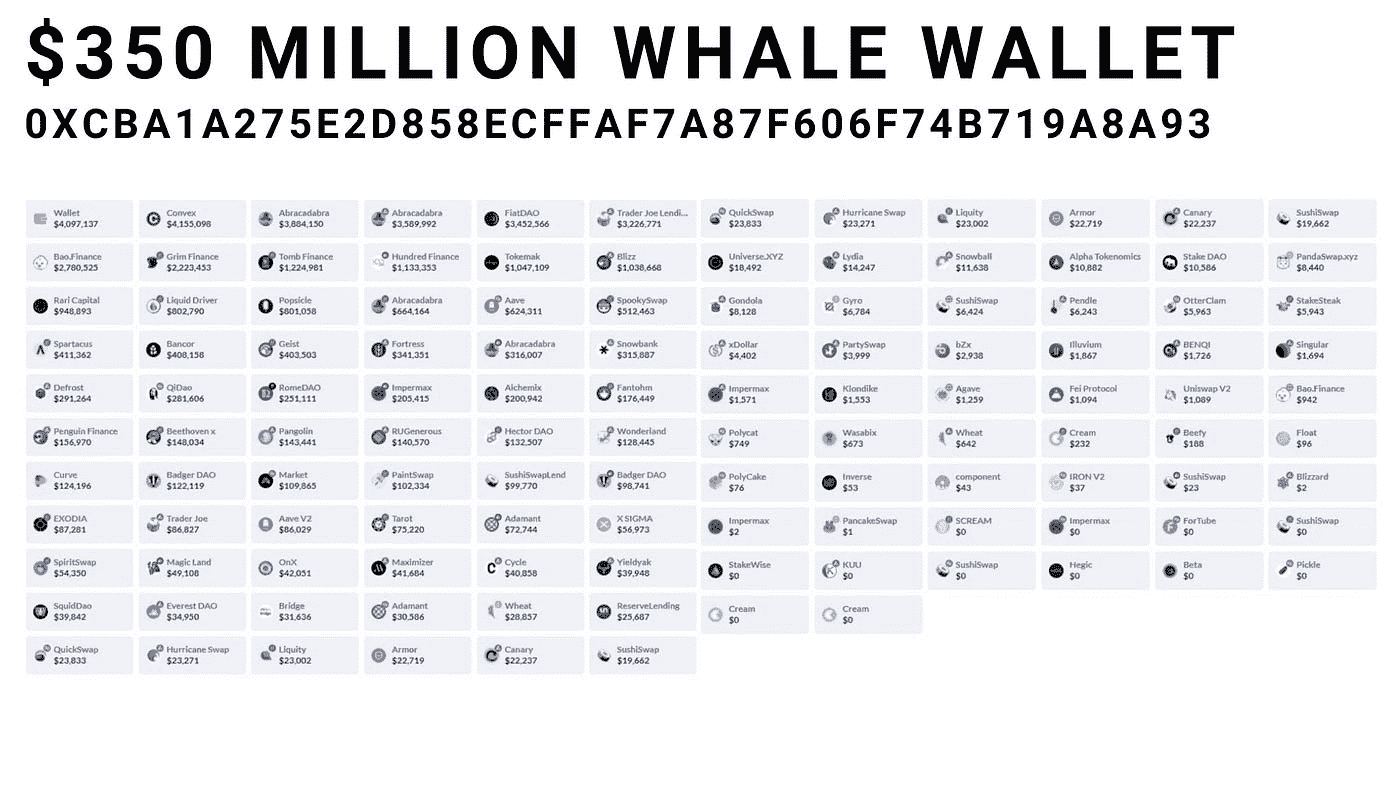 $350 MILLION WHALE WALLET
0XCBA1A275E2D858ECFFAF7A87F606F74B719A8A93
Wallet
$4,097,137
Convex
$4,155,098
Abracadabra
$3,884,150
Abracadabra
$3,589,992
FiatDAO
$3,452,566
Trader Joe Lendi...
$3,226,771
QuickSwap
$23,833
Hurricane Swap
$23,271
Liquity
$23,002
Armor
$22,719
Canary
$22,237
SushiSwap
$19,662
Bao.Finance
$2,780,525
Grim Finance
$2,223,453
Tomb Finance
$1,224,981
Hundred Finance
$1,133,353
Tokemak
$1,047,109
Blizz
$1,038,668
Universe.XYZ
$18,492
Lydia
$14,247
Snowball
$11,638
Alpha Tokenomics
$10,882
Stake DAO
$10,586
PandaSwap.xyz
$8,440
Rari Capital
$948,893
Liquid Driver
$802,790
Popsicle
$801,058
Abracadabra
$664,164
Aave
$624,311
SpookySwap
$512,463
Gondola
$8,128
Gyro
$6,784
SushiSwap
$6,424
Pendle
$6,243
OtterClam
$5,963
StakeSteak
$5,943
Spartacus
$411,362
Bancor
$408,158
Geist
$403,503
Fortress
$341,351
Abracadabra
$316,007
Snowbank
$315,887
xDollar
$4,402
PartySwap
$3,999
bZx
$2,938
Illuvium
$1,867
BENQI
$1,726
Singular
$1,694
Defrost
$291,264
QiDao
$281,606
RomeDAO
$251,111
Impermax
$205,415
Alchemix
$200,942
Fantohm
$176,449
Impermax
$1,571
Klondike
$1,553
Agave
$1,259
Fei Protocol
$1,094
Uniswap V2
$1,089
Bao.Finance
$942
Penguin Finance
$156,970
Beethoven x
$148,034
Pangolin
$143,441
RUGenerous
$140,570
Hector DAO
$132,507
Wonderland
$128,445
Polycat
$749
Wasabix
$673
Wheat
$642
Cream
$232
Beefy
$188
Float
$96
Curve
$124,196
Badger DAO
$122,119
Market
$109,865
PaintSwap
$102,334
SushiSwapLend
$99,770
Badger DAO
$98,741
PolyCake
$76
Inverse
$53
component
$43
IRON V2
$37
SushiSwap
$23
Blizzard
$2
EXODIA
$87,281
Trader Joe
$86,827
Aave V2
$86,029
Tarot
$75,220
Adamant
$72,744
X SIGMA
$56,973
Impermax
$2
PancakeSwap
$1
SCREAM
$0
Impermax
$0
ForTube
$0
SushiSwap
$0
SpiritSwap
$54,350
Magic Land
$49,108
OnX
$42,051
Maximizer
$41,684
Cycle
$40,858
Yieldyak
$39,948
StakeWise
$0
KUU
$0
SushiSwap
$0
Hegic
$0
Beta
$0
Pickle
$0
SquidDao
$39,842
Everest DAO
$34,950
Bridge
$31,636
Adamant
$30,586
Wheat
$28,857
ReserveLending
$25,687
Cream
$0
Cream
$0
QuickSwap
$23,833
Hurricane Swap
$23,271
Liquity
$23,002
Armor
$22,719
Canary
$22,237
SushiSwap
$19,662